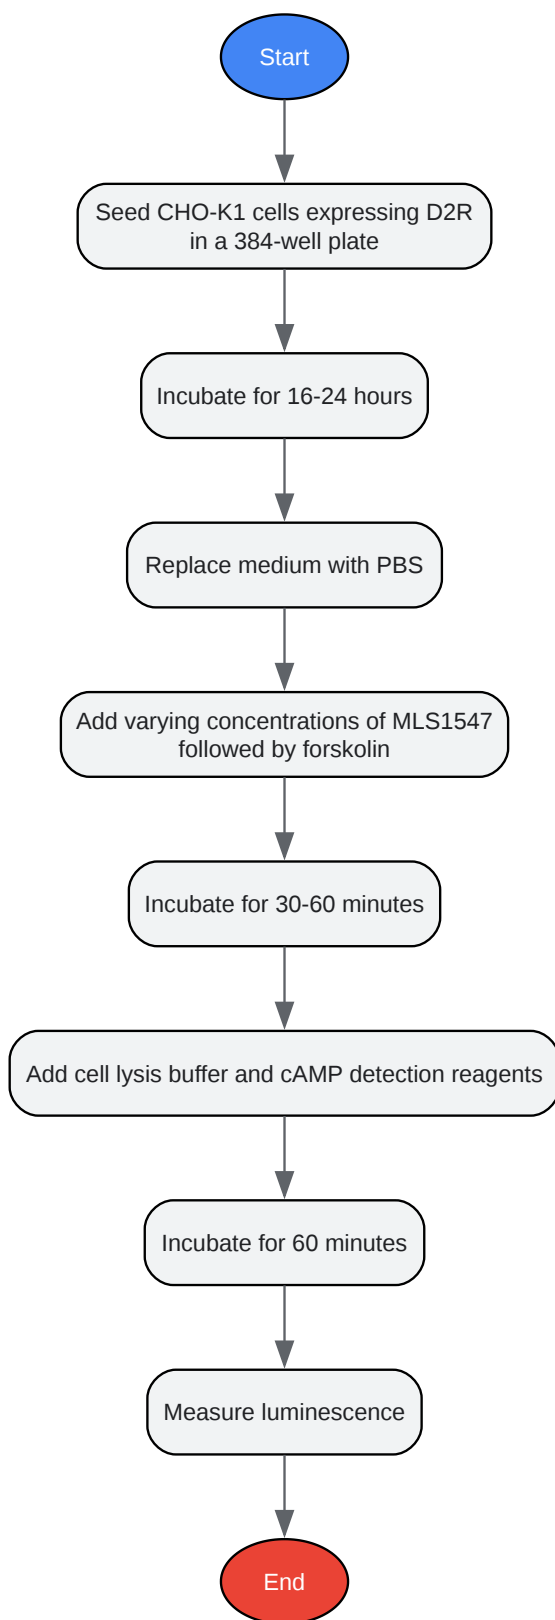 Start
Seed CHO-K1 cells expressing D2R
in a 384-well plate
Incubate for 16-24 hours
Replace medium with PBS
Add varying concentrations of MLS1547
followed by forskolin
Incubate for 30-60 minutes
Add cell lysis buffer and cAMP detection reagents
Incubate for 60 minutes
Measure luminescence
End